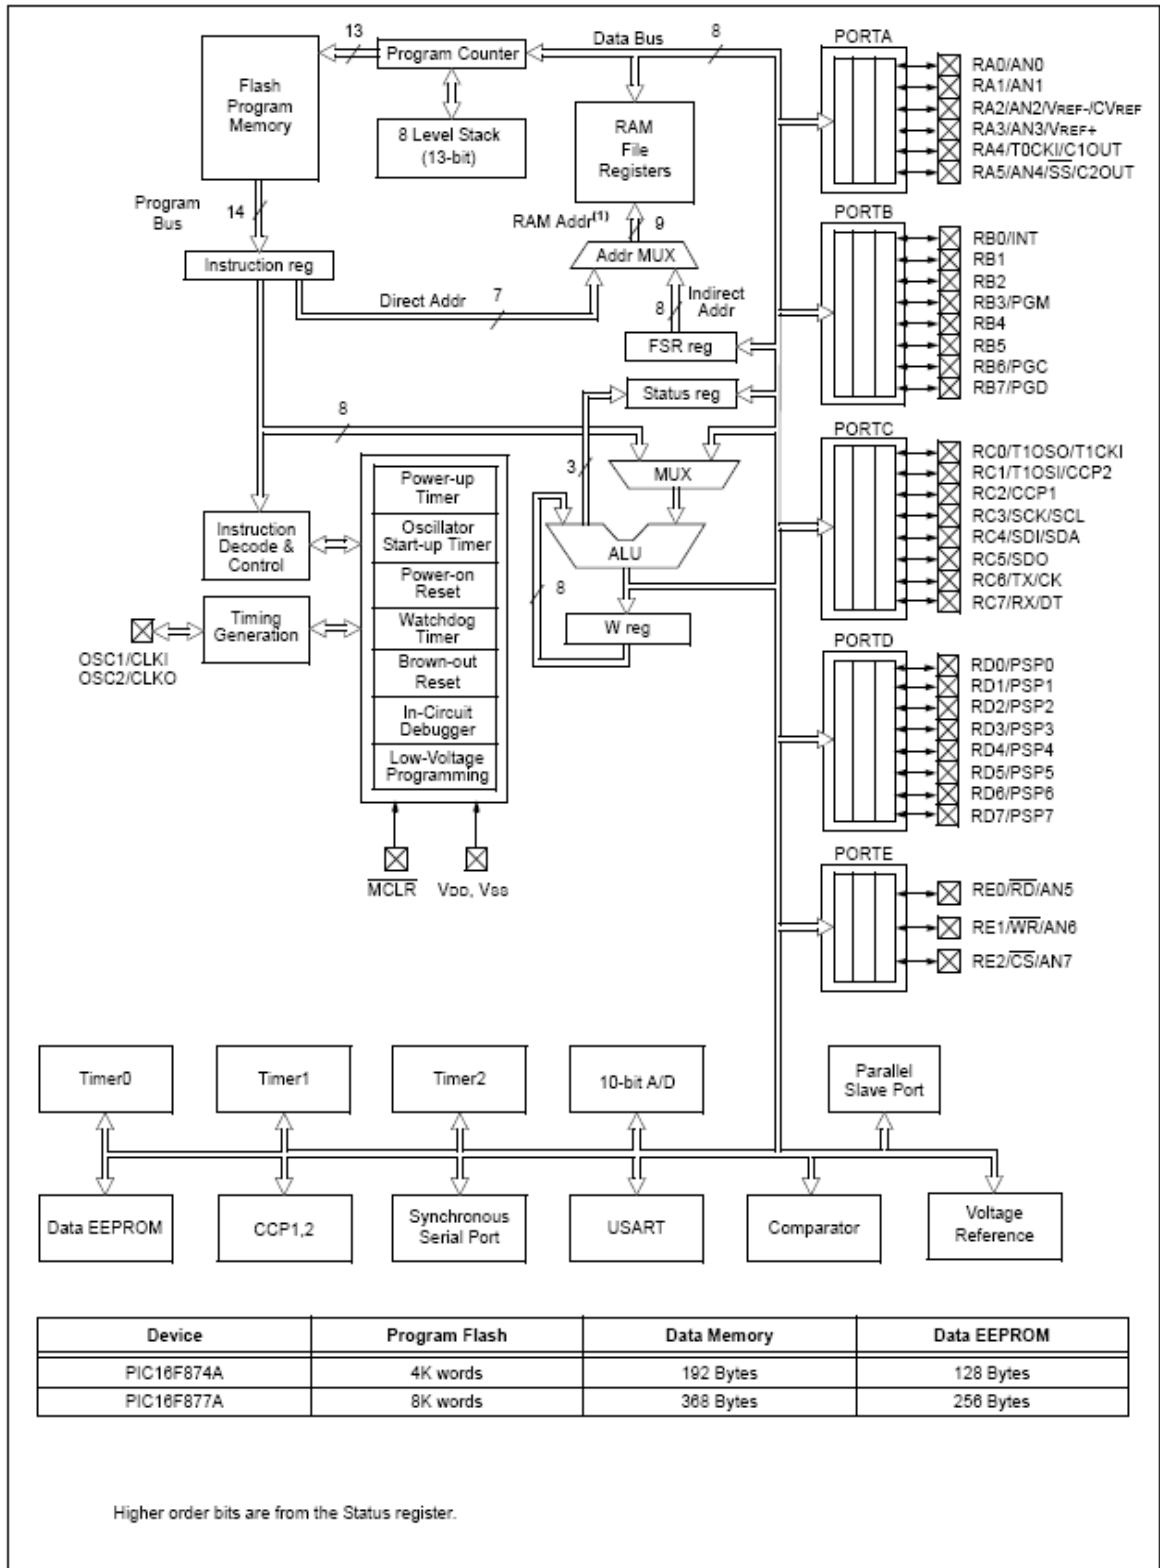 13
Program Counter
Data Bus
8
PORTA
Flash
Program
Memory
8 Level Stack
(13-bit)
RAM
File
Registers
RA0/AN0
RA1/AN1
RA2/AN2/VREF-/CVREF
RA3/AN3/VREF+
RA4/T0CKI/C1OUT
RA5/AN4/SS/C2OUT
Program
Bus
14
RAM Addr(1)
9
PORTB
Instruction reg
Addr MUX
Direct Addr
7
8
Indirect
Addr
FSR reg
RB0/INT
RB1
RB2
RB3/PGM
RB4
RB5
RB6/PGC
RB7/PGD
Status reg
8
3
MUX
PORTC
Power-up
Timer
Oscillator
Start-up Timer
Power-on
Reset
Watchdog
Timer
Brown-out
Reset
In-Circuit
Debugger
Low-Voltage
Programming
Instruction
Decode &
Control
Timing
Generation
OSC1/CLKI
OSC2/CLKO
ALU
8
W reg
RC0/T1OSO/T1CKI
RC1/T1OSI/CCP2
RC2/CCP1
RC3/SCK/SCL
RC4/SDI/SDA
RC5/SDO
RC6/TX/CK
RC7/RX/DT
PORTD
RD0/PSP0
RD1/PSP1
RD2/PSP2
RD3/PSP3
RD4/PSP4
RD5/PSP5
RD6/PSP6
RD7/PSP7
MCLR
VDD, VSS
PORTE
RE0/RD/AN5
RE1/WR/AN6
RE2/CS/AN7
Timer0
Timer1
Timer2
10-bit A/D
Parallel
Slave Port
Data EEPROM
CCP1,2
Synchronous
Serial Port
USART
Comparator
Voltage
Reference
Device Program Flash Data Memory Data EEPROM
PIC16F874A 4K words 192 Bytes 128 Bytes
PIC16F877A 8K words 368 Bytes 256 Bytes
Higher order bits are from the Status register.